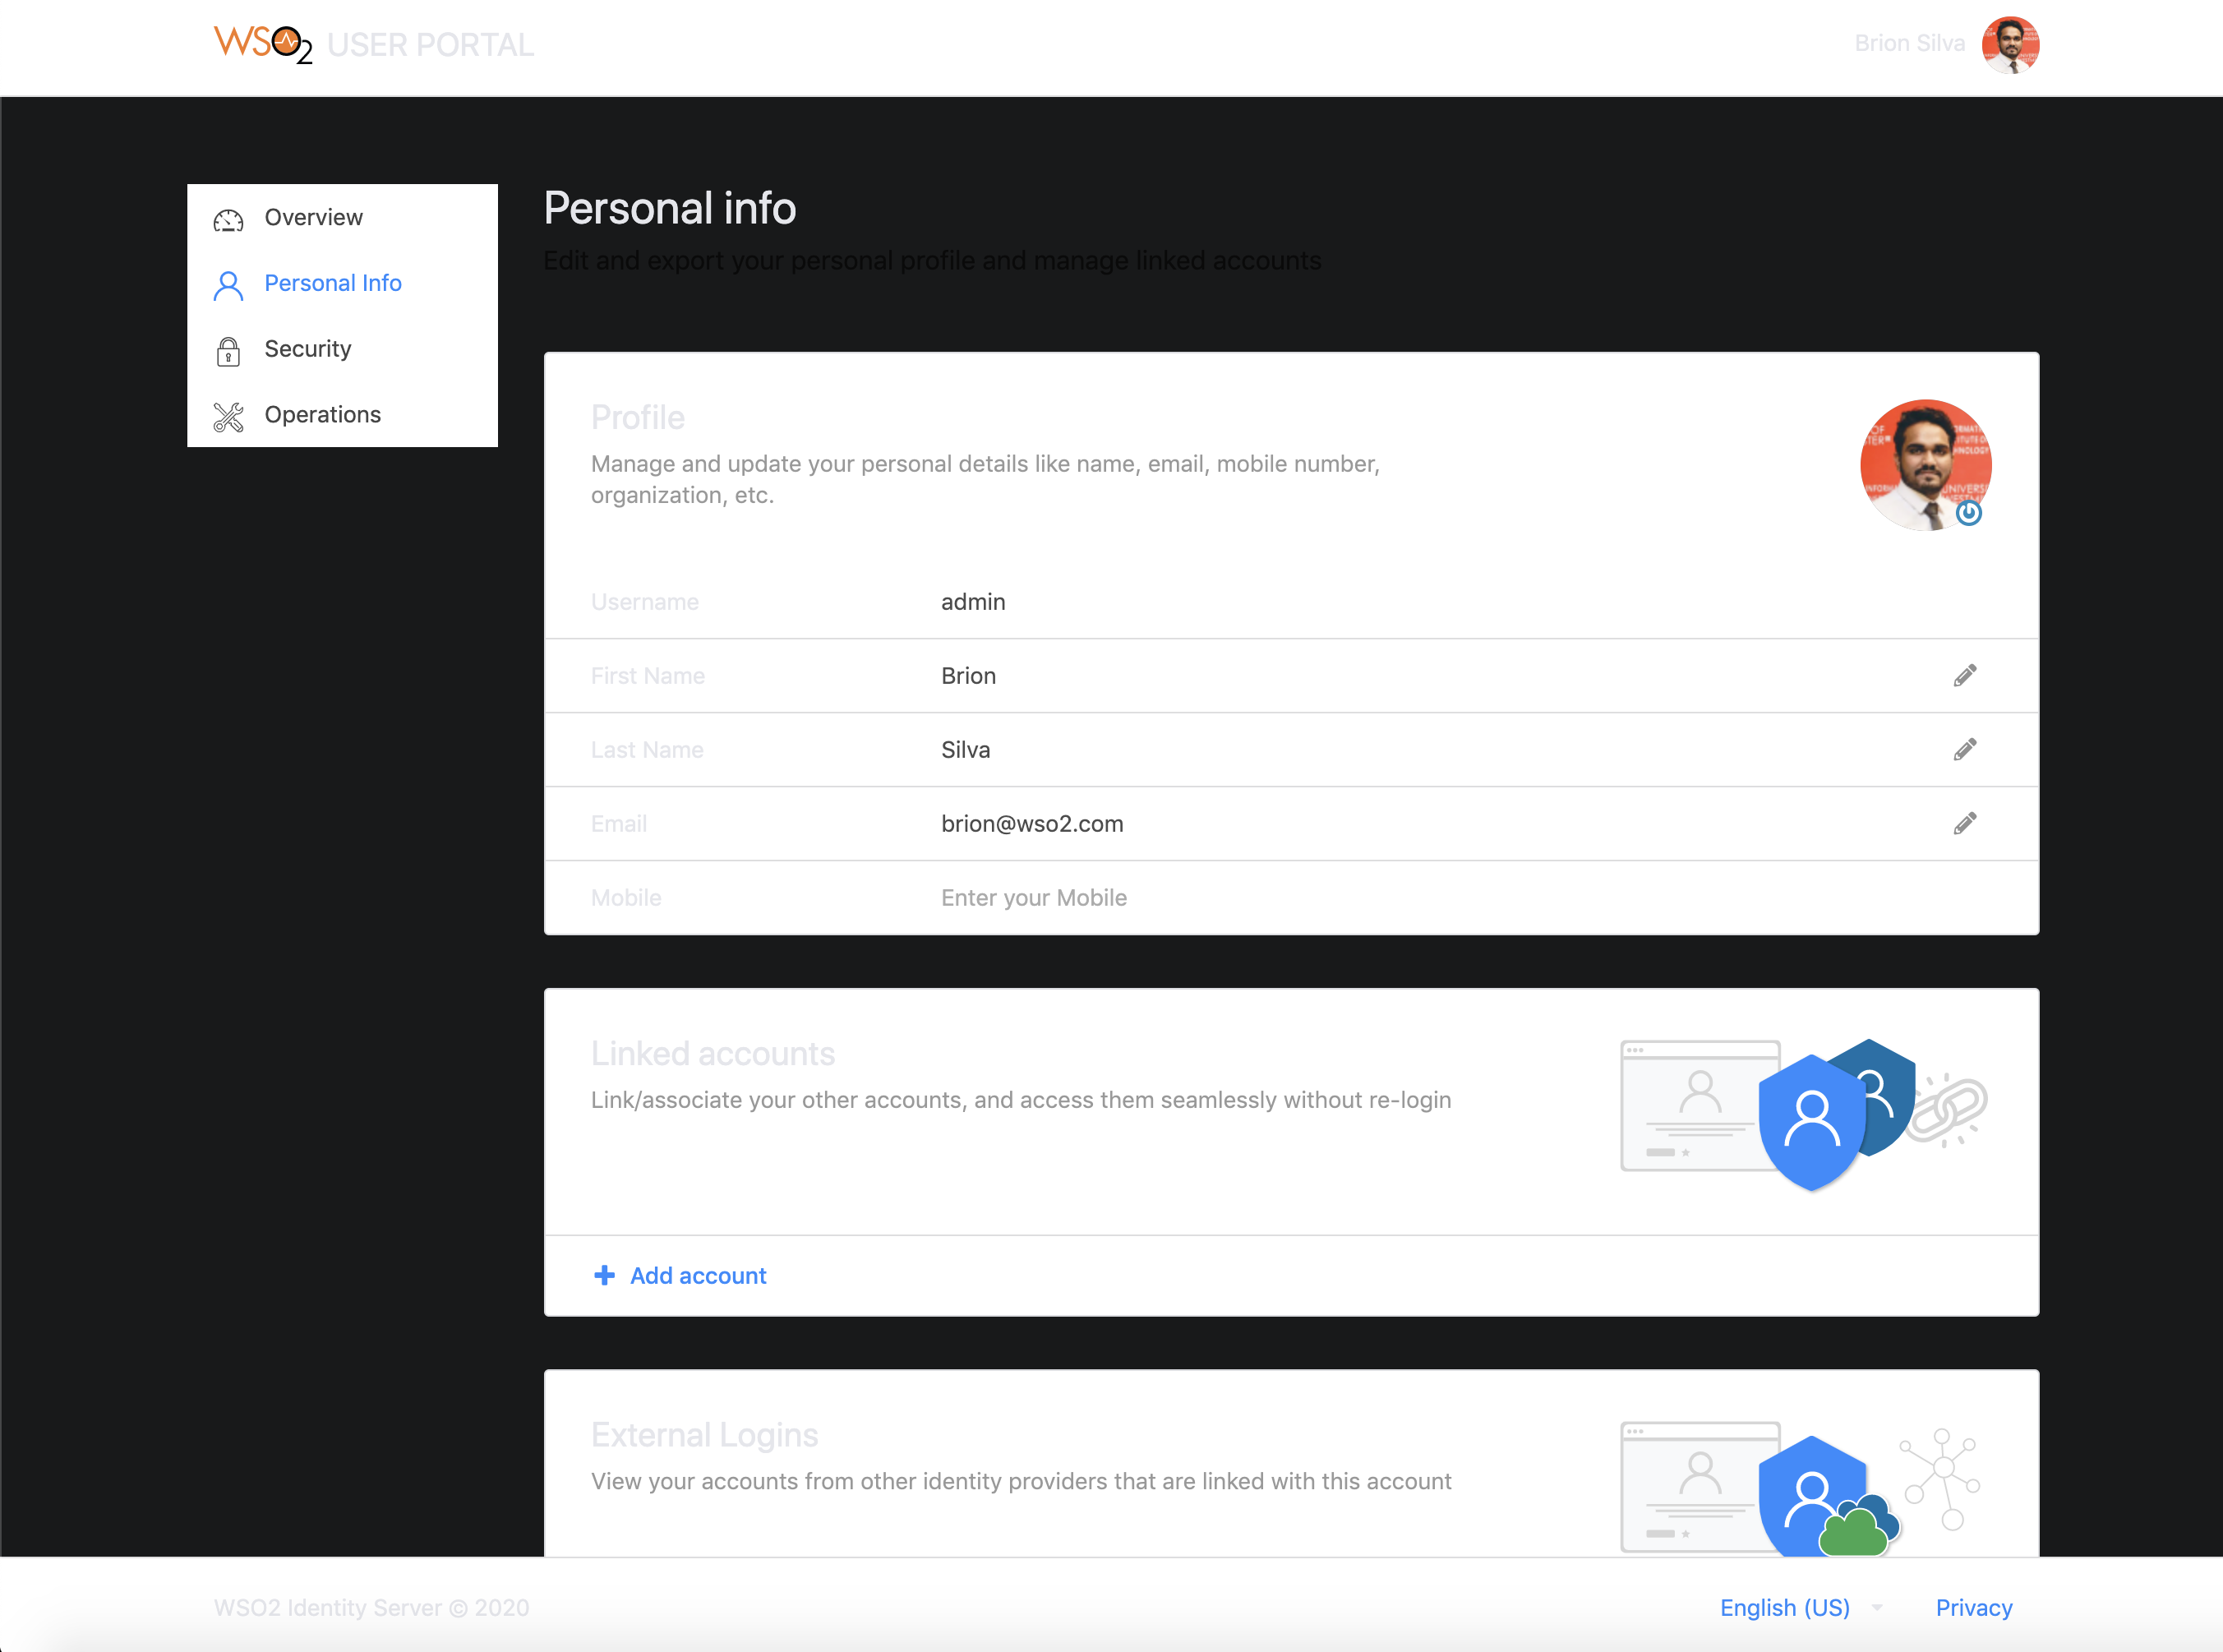 WSO2 USER PORTAL
Brion Silva
Overview
Personal Info
Security
Operations
Personal info
Edit and export your personal profile and manage linked accounts
Profile
Manage and update your personal details like name, email, mobile number,
organization, etc.
Username admin
First Name Brion
Last Name Silva
Email brion@wso2.com
Mobile Enter your Mobile
Linked accounts
Link/associate your other accounts, and access them seamlessly without re-login
Add account
External Logins
View your accounts from other identity providers that are linked with this account
WSO2 Identity Server © 2020
English (US)
Privacy